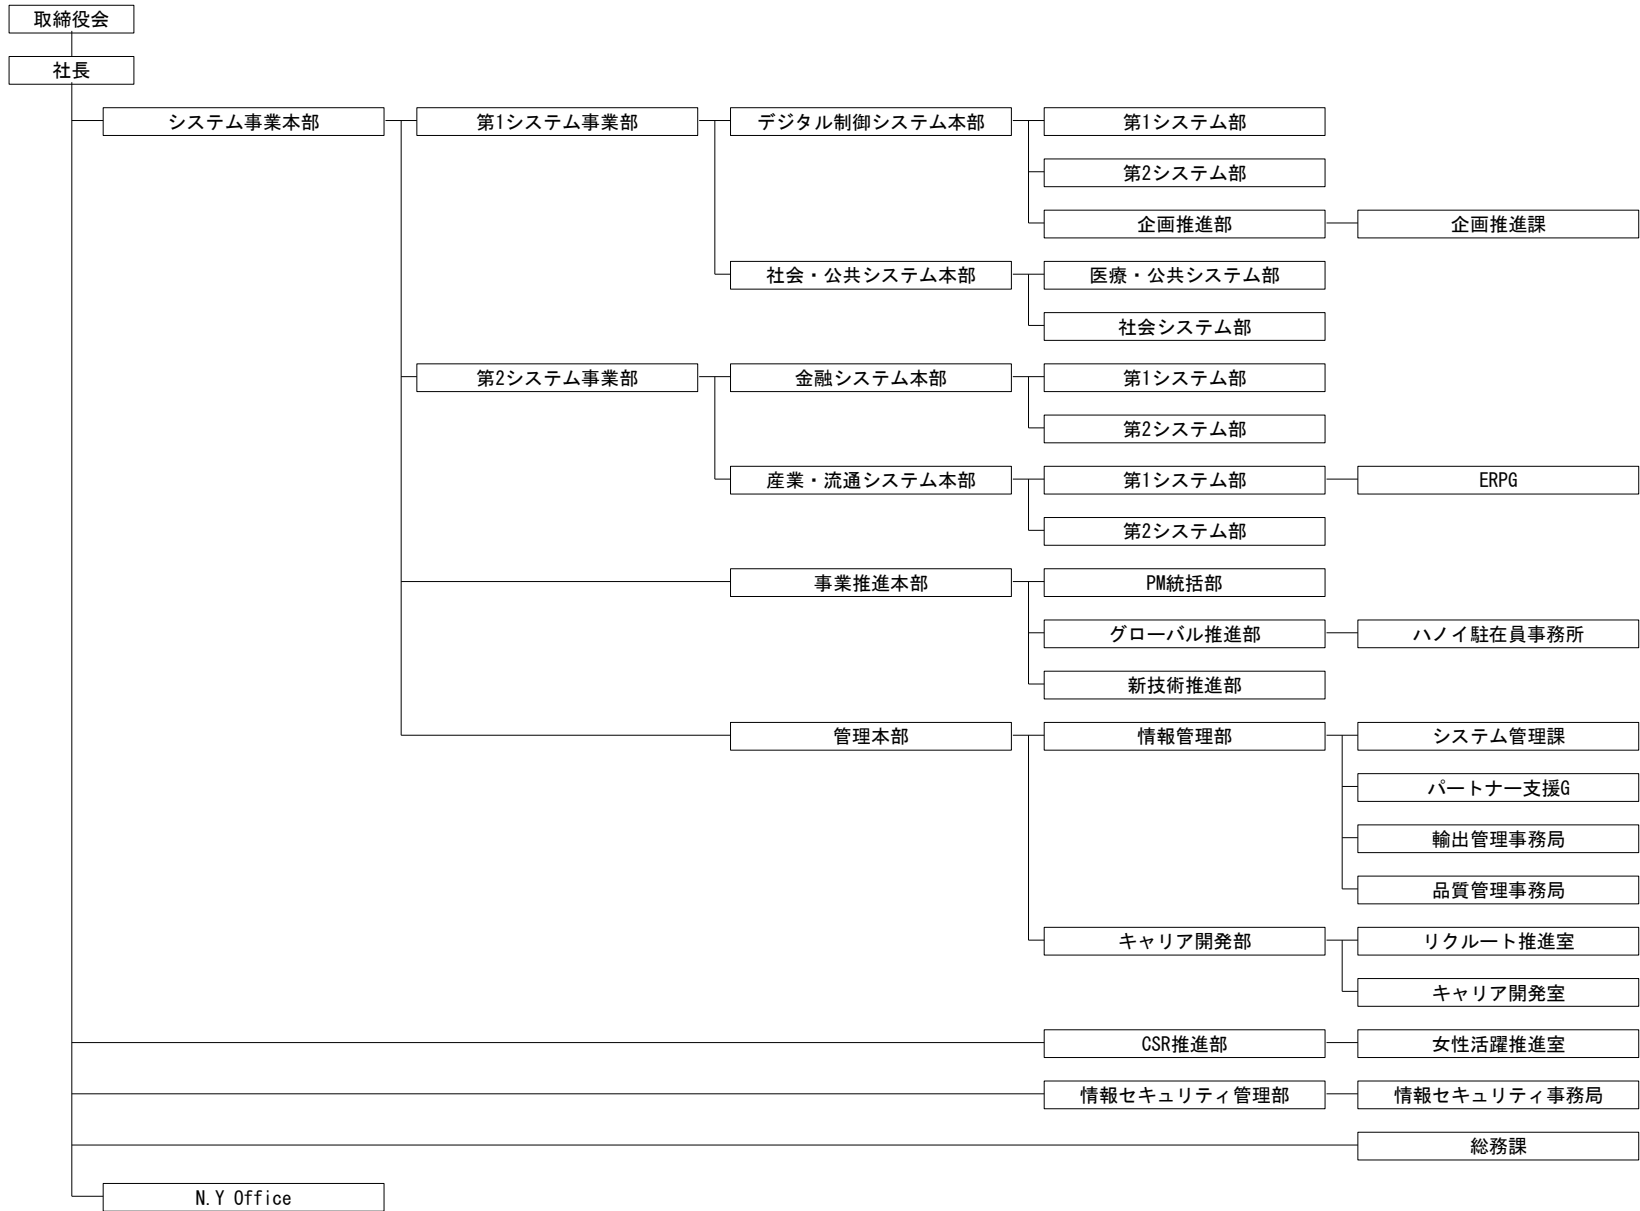 取締役会
社長
システム事業本部
第1システム事業部
デジタル制御システム本部
第1システム部
第2システム部
企画推進部
企画推進課
社会・公共システム本部
医療・公共システム部
社会システム部
第2システム事業部
金融システム本部
第1システム部
第2システム部
産業・流通システム本部
第1システム部
ERPG
第2システム部
事業推進本部
PM統括部
グローバル推進部
ハノイ駐在員事務所
新技術推進部
管理本部
情報管理部
システム管理課
パートナー支援G
輸出管理事務局
品質管理事務局
キャリア開発部
リクルート推進室
キャリア開発室
CSR推進部
女性活躍推進室
情報セキュリティ管理部
情報セキュリティ事務局
総務課
N.Y Office